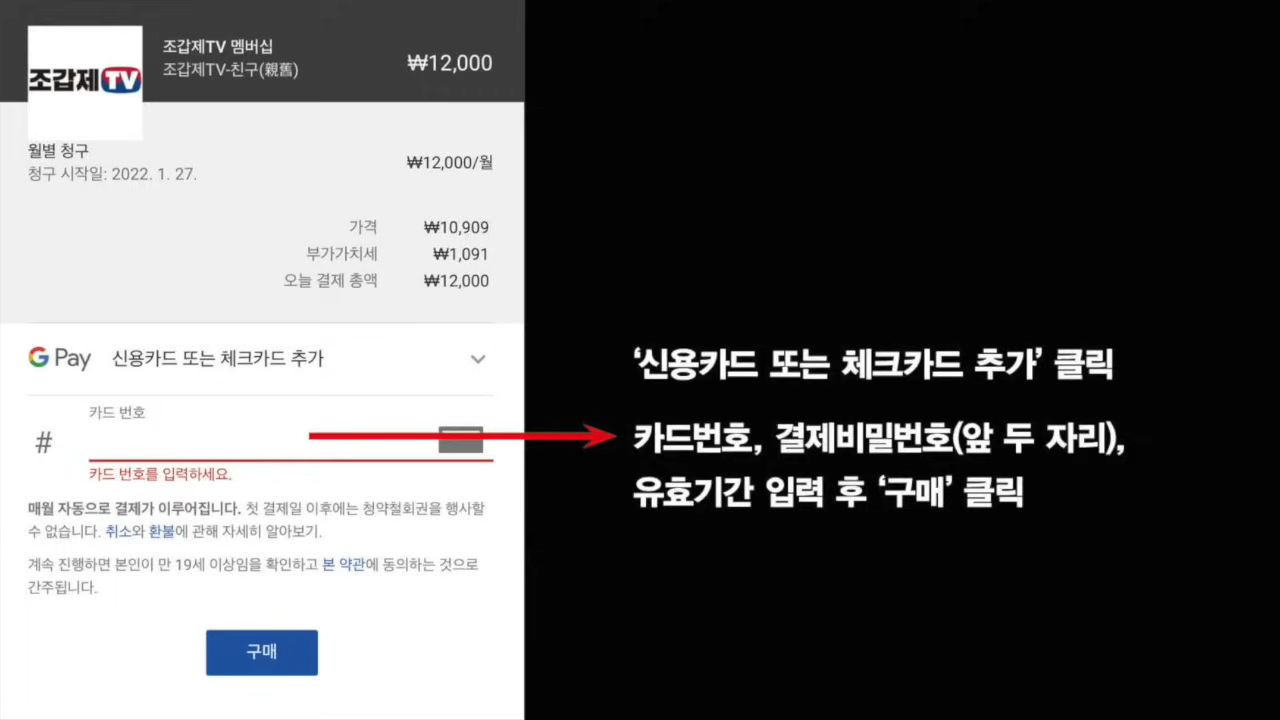 조갑제TV
조갑제TV 멤버십
조갑제TV-친구(親舊)
₩12,000
월별 청구
청구 시작일: 2022. 1. 27.
₩12,000/월
가격 ₩10,909
부가가치세 ₩1,091
오늘 결제 총액 ₩12,000
G Pay 신용카드 또는 체크카드 추가
카드 번호
#
카드 번호를 입력하세요.
매월 자동으로 결제가 이루어집니다. 첫 결제일 이후에는 청약철회권을 행사할
수 없습니다. 취소와 환불에 관해 자세히 알아보기.
계속 진행하면 본인이 만 19세 이상임을 확인하고 본 약관에 동의하는 것으로
간주됩니다.
구매
‘신용카드 또는 체크카드 추가’ 클릭
카드번호, 결제비밀번호(앞 두 자리),
유효기간 입력 후 ‘구매’ 클릭